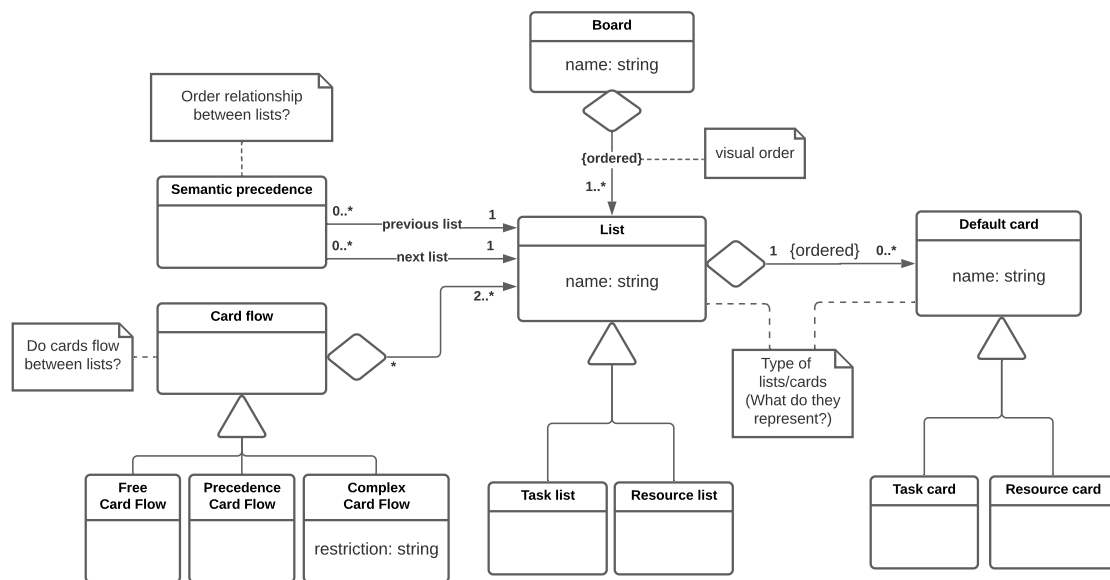 Board
name: string
Order relationship
between lists?
{ordered}
visual order
1..*
Semantic precedence
0..*
previous list
1
0..*
next list
1
List
name: string
1
{ordered}
0..*
Default card
name: string
2..*
*
Card flow
Do cards flow
between lists?
Type of
lists/cards
(What do they
represent?)
Free
Card Flow
Precedence
Card Flow
Complex
Card Flow
restriction: string
Task list
Resource list
Task card
Resource card